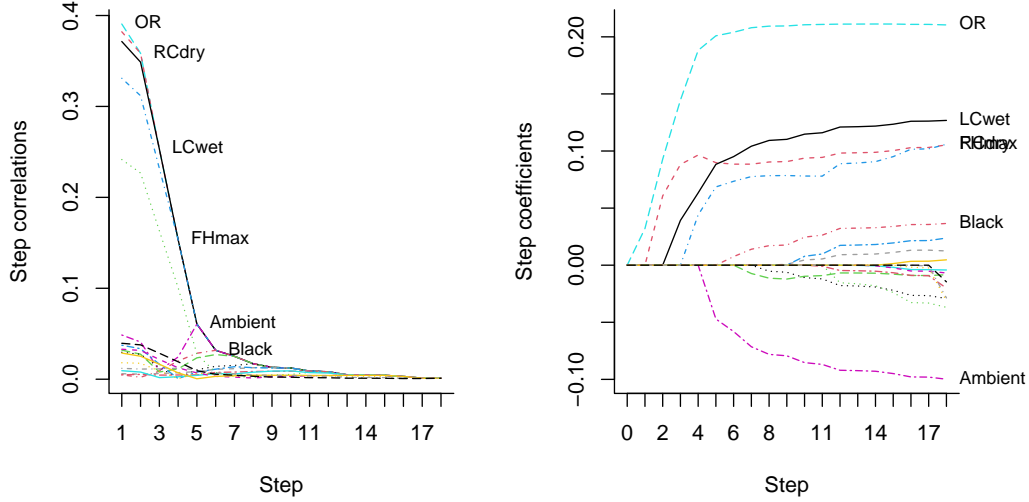 OR
RCdry
LCwet
FHmax
Ambient
Black
0.0 0.1 0.2 0.3 0.4
Step correlations
1 3 5 7 9 11 14 17
Step
OR
LCwet
RCdry
FHmax
Black
Ambient
−0.10 0.00 0.10 0.20
Step coefficients
0 2 4 6 8 11 14 17
Step